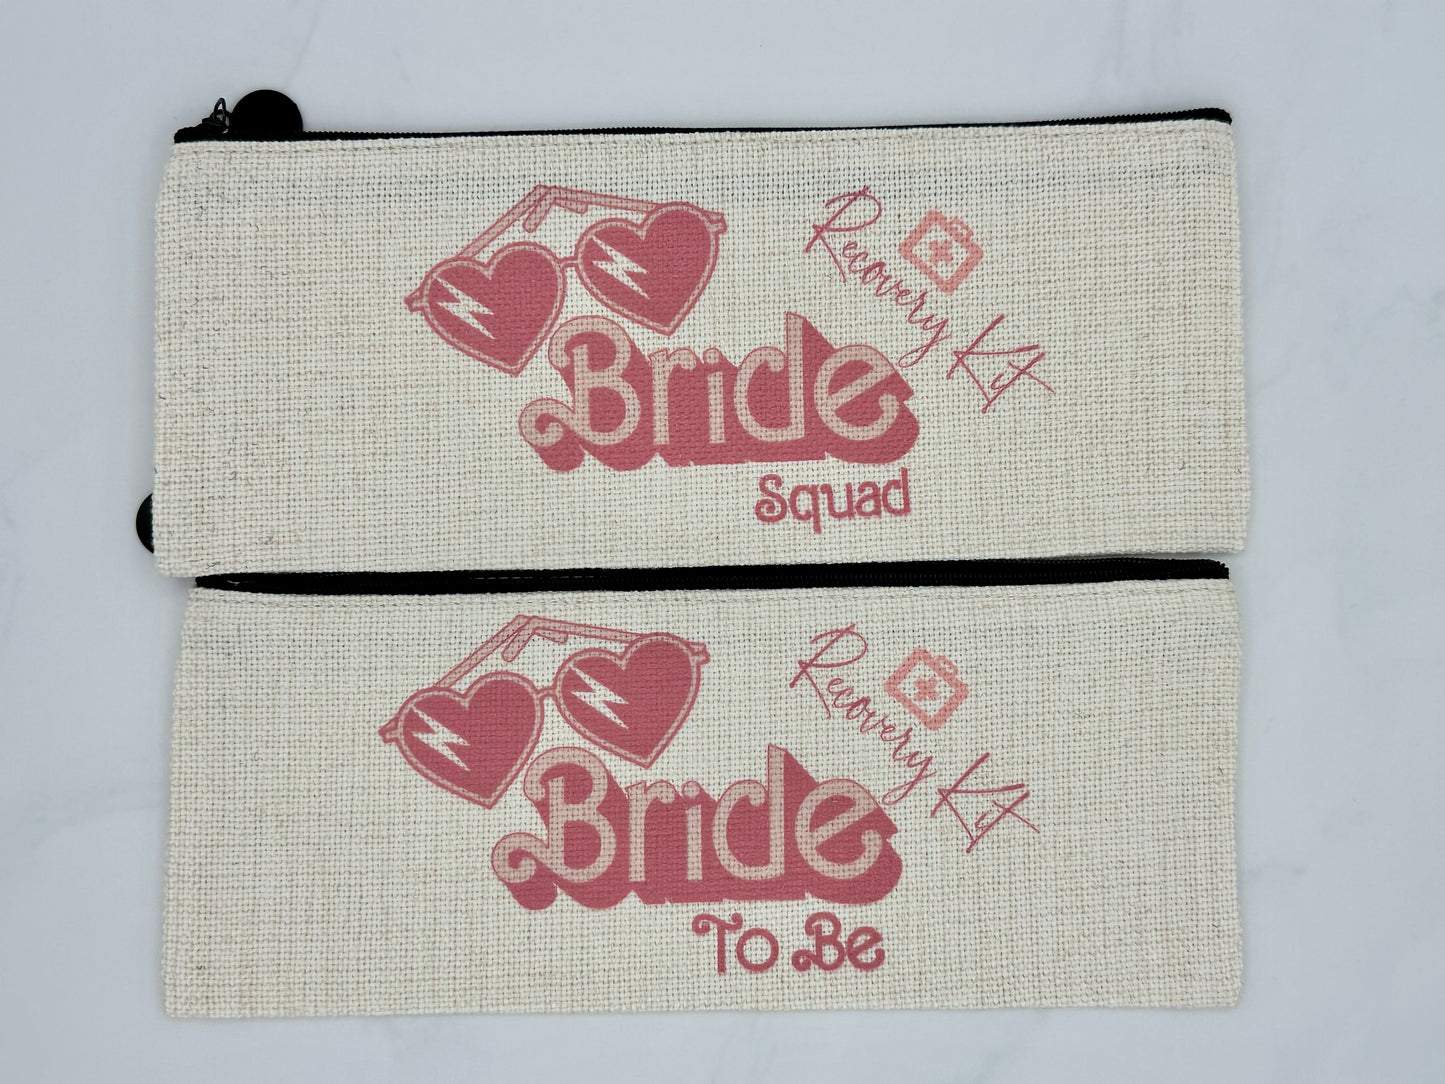 Recovery Kit
Bride
Squad
Recovery Kit
Bride
To Be